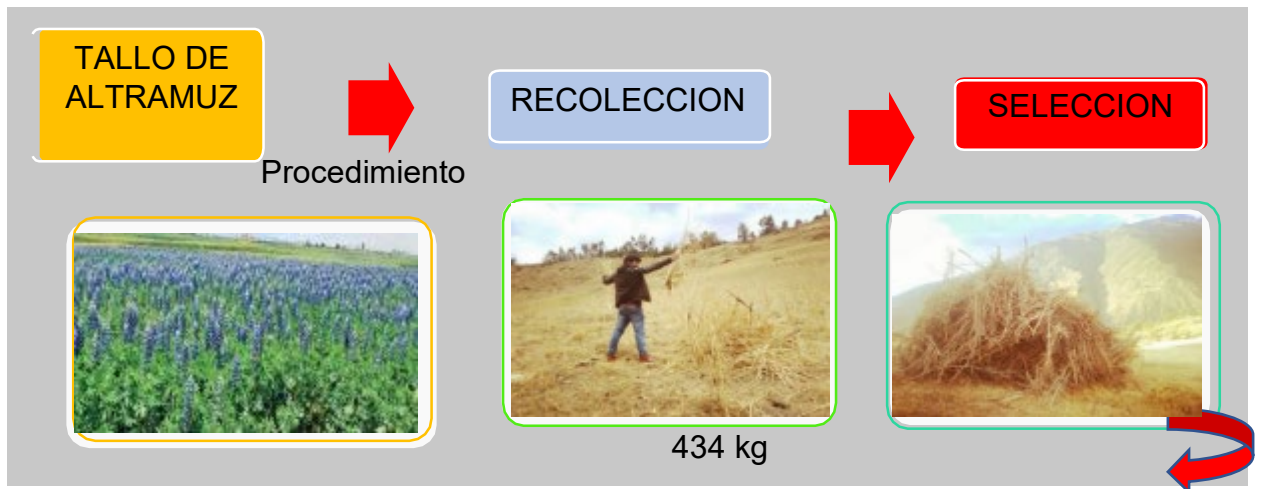 TALLO DE
ALTRAMUZ
Procedimiento
RECOLECCION
SELECCION
434 kg